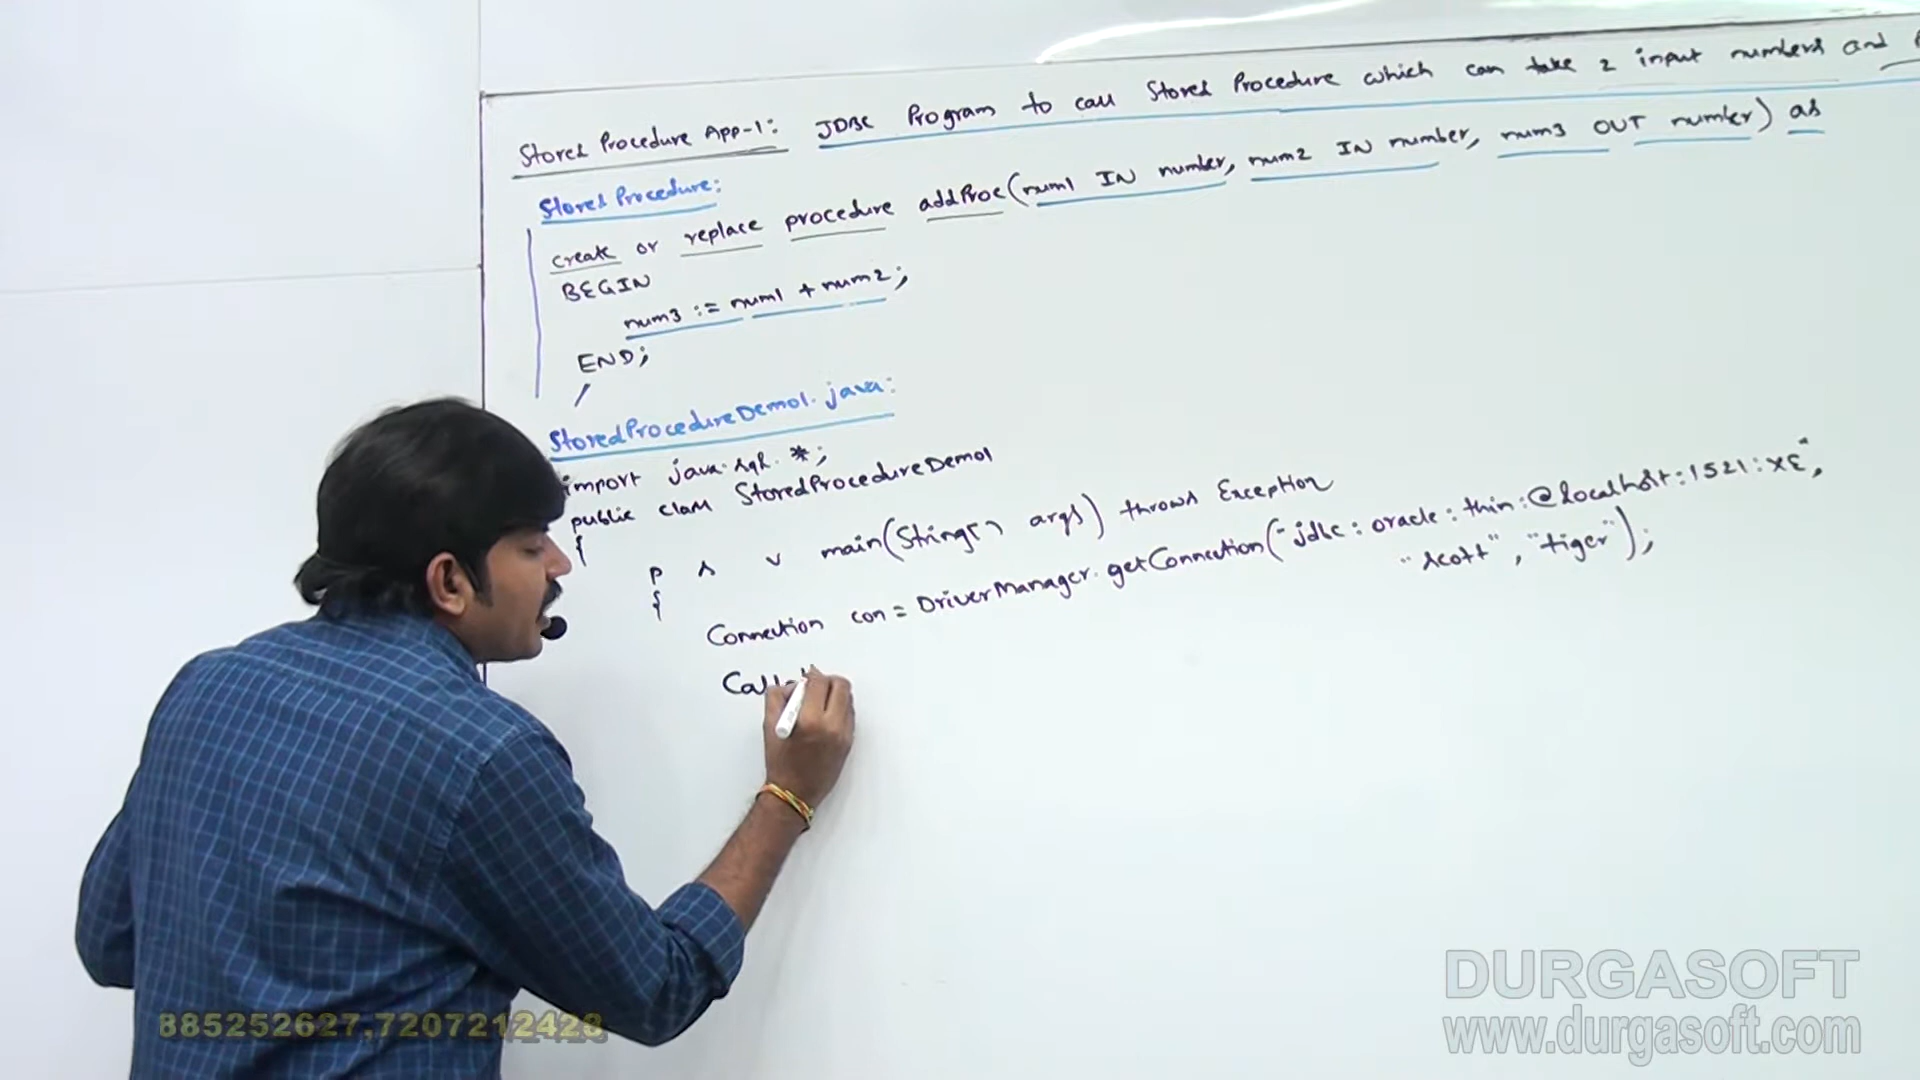 Stored Procedure App-1: JDBC Program to call Stored Procedure which can take 2 input numbers and
Stored Procedure:
create or replace procedure addProc(num1 IN number, num2 IN number, num3 OUT number) as
BEGIN
num3 := num1 + num2;
END;
/
StoredProcedureDemo1.java:
import java.sql.*;
public class StoredProcedureDemo1
{
p s v main(String[] args) throws Exception
{
Connection con = DriverManager.getConnection("jdbc:oracle:thin:@localhost:1521:XE",
"scott", "tiger");
DURGASOFT
www.durgasoft.com
885252627,7207212428